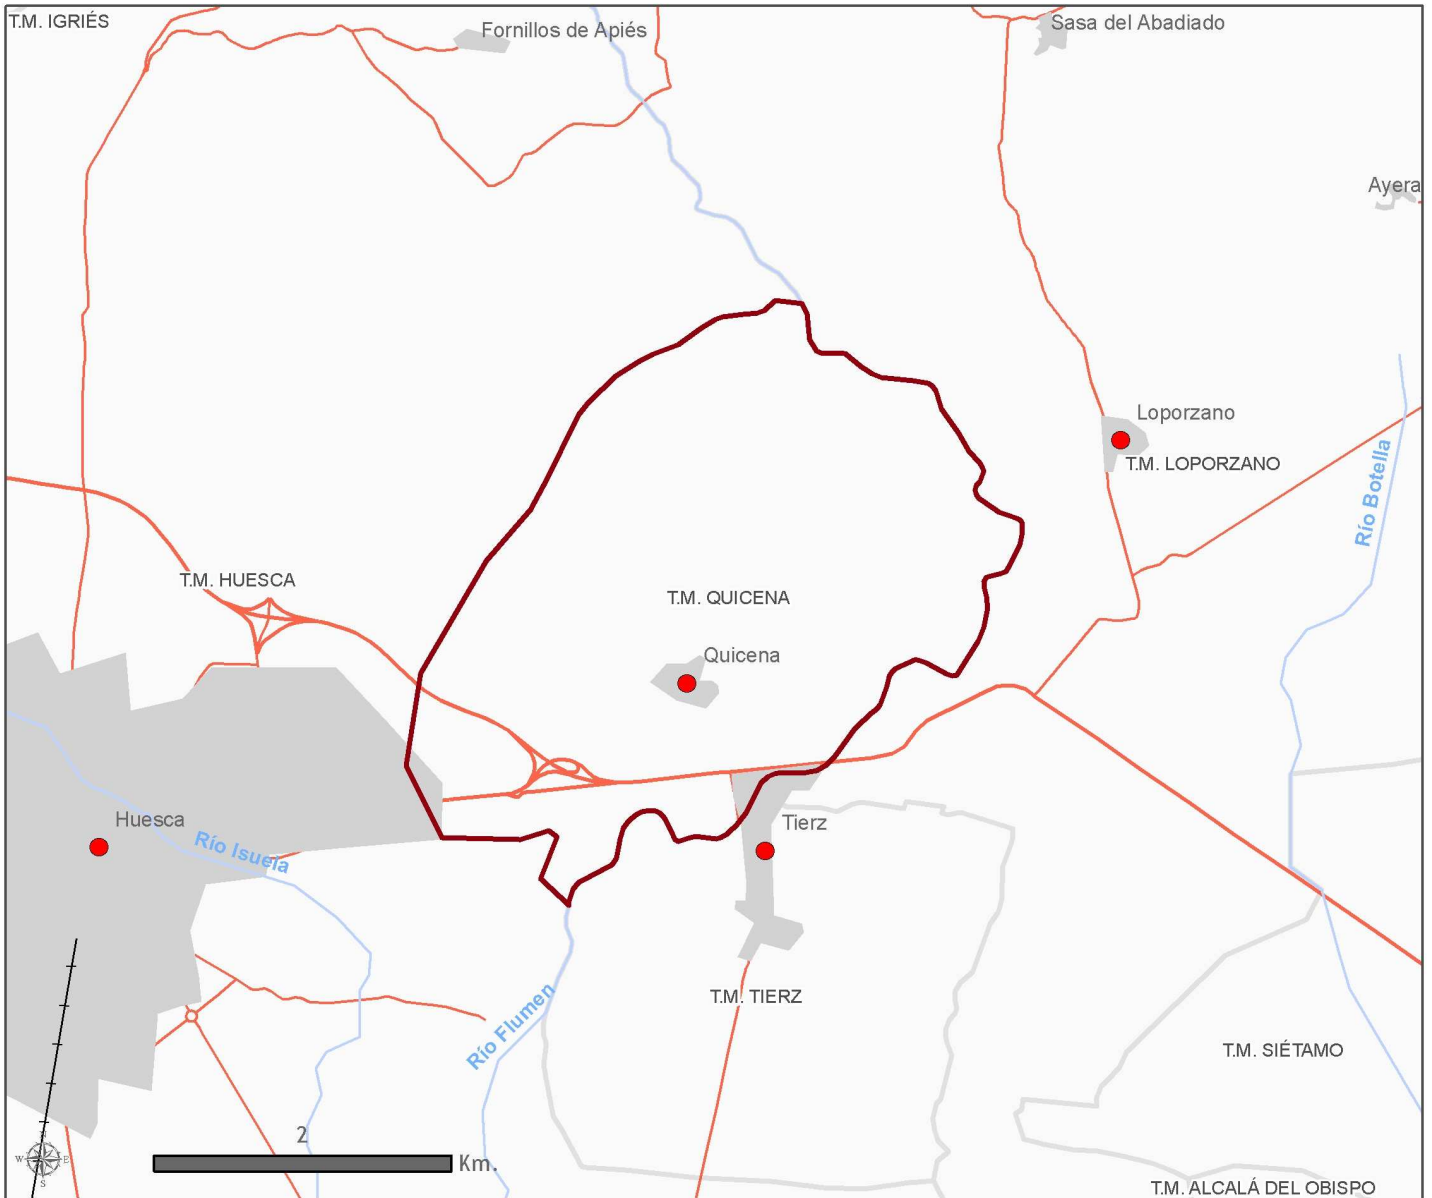 T.M. IGRIÉS
Fornillos de Apiés
Sasa del Abadiado
Ayera
Loporzano
T.M. LOPORZANO
Río Botella
T.M. HUESCA
T.M. QUICENA
Quicena
Huesca
Río Isuela
Tierz
T.M. TIERZ
Río Flumen
T.M. SIÉTAMO
2
Km.
N
W E
S
T.M. ALCALÁ DEL OBISPO